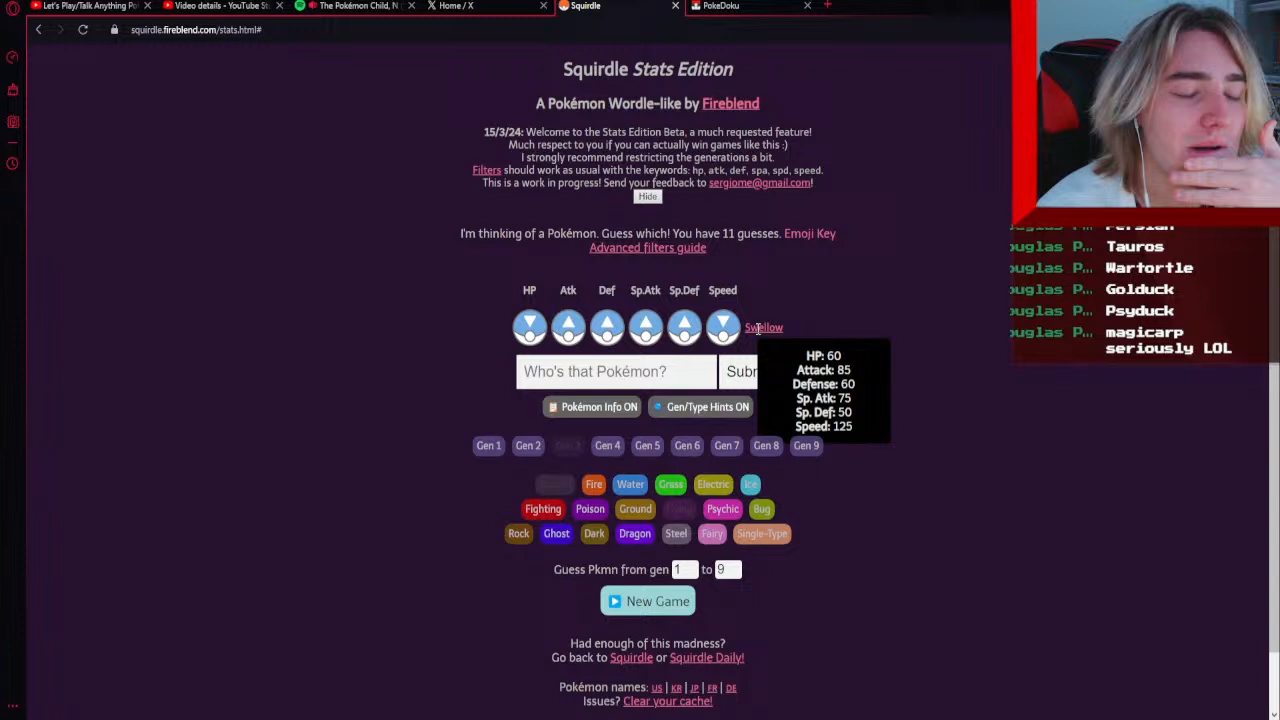 Let's Play/Talk Anything Po
Video details - YouTube St
The Pokémon Child, N
Home / X
Squirdle
PokeDoku
squirdle.fireblend.com/stats.html#
Squirdle Stats Edition
A Pokémon Wordle-like by Fireblend
15/3/24: Welcome to the Stats Edition Beta, a much requested feature!
Much respect to you if you can actually win games like this :)
I strongly recommend restricting the generations a bit.
Filters should work as usual with the keywords: hp, atk, def, spa, spd, speed.
This is a work in progress! Send your feedback to sergiome@gmail.com!
Hide
I'm thinking of a Pokémon. Guess which! You have 11 guesses. Emoji Key
Advanced filters guide
HP Atk Def Sp.Atk Sp.Def Speed
Swellow
Who's that Pokémon? Subr
HP: 60
Attack: 85
Defense: 60
Sp. Atk: 75
Sp. Def: 50
Speed: 125
Pokémon Info ON Gen/Type Hints ON
Gen 1 Gen 2 Gen 3 Gen 4 Gen 5 Gen 6 Gen 7 Gen 8 Gen 9
Fire Water Grass Electric Ice
Fighting Poison Ground Psychic Bug
Rock Ghost Dark Dragon Steel Fairy Single-Type
Guess Pkmn from gen 1 to 9
New Game
Had enough of this madness?
Go back to Squirdle or Squirdle Daily!
Pokémon names: US | KR | JP | FR | DE
Issues? Clear your cache!
Persian
ouglas P... Tauros
ouglas P... Wartortle
ouglas P... Golduck
ouglas P... Psyduck
ouglas P... magicarp
seriously LOL